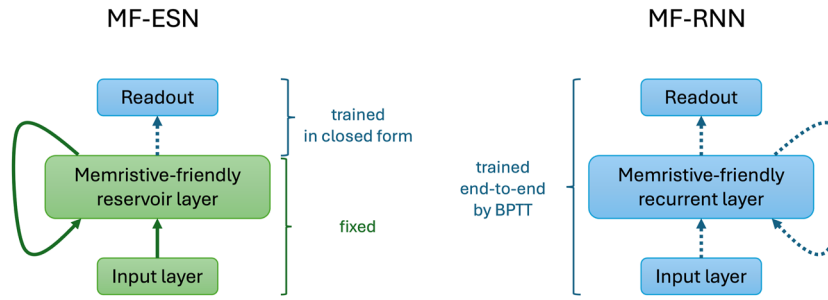 MF-ESN
Readout
trained
in closed form
Memristive-friendly
reservoir layer
fixed
Input layer
MF-RNN
Readout
trained
end-to-end
by BPTT
Memristive-friendly
recurrent layer
Input layer